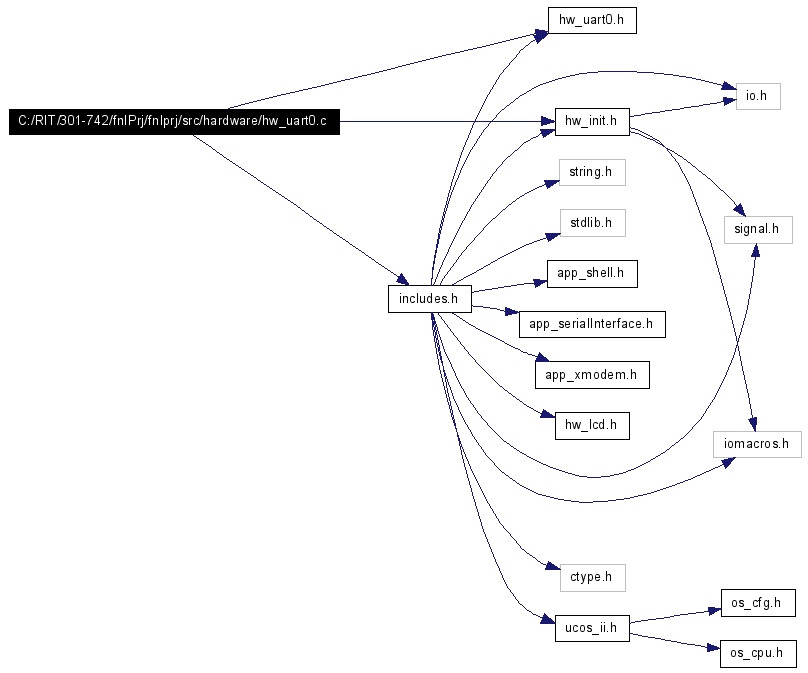 hw_uart0.h
io.h
C:/RIT/301-742/fnlPrj/fnlprj/src/hardware/hw_uart0.c
hw_init.h
string.h
stdlib.h
signal.h
app_shell.h
includes.h
app_serialInterface.h
app_xmodem.h
hw_lcd.h
iomacros.h
ctype.h
os_cfg.h
ucos_ii.h
os_cpu.h